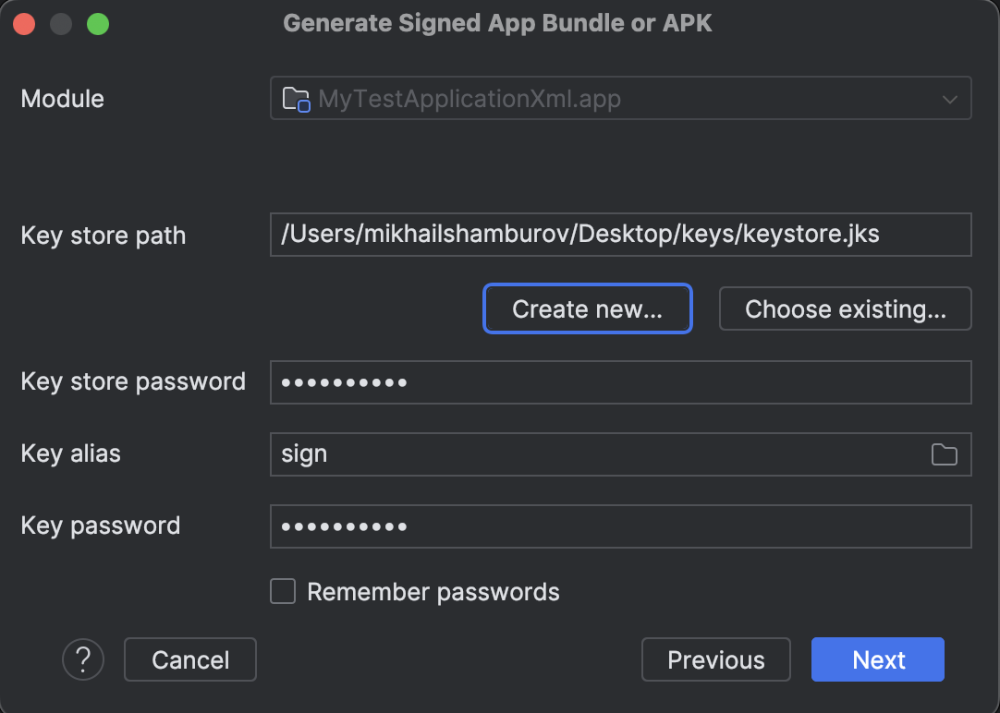 Generate Signed App Bundle or APK
Module MyTestApplicationXml.app
Key store path /Users/mikhailshamburov/Desktop/keys/keystore.jks
Create new... Choose existing...
Key store password ••••••••••
Key alias sign
Key password ••••••••••
Remember passwords
? Cancel Previous Next